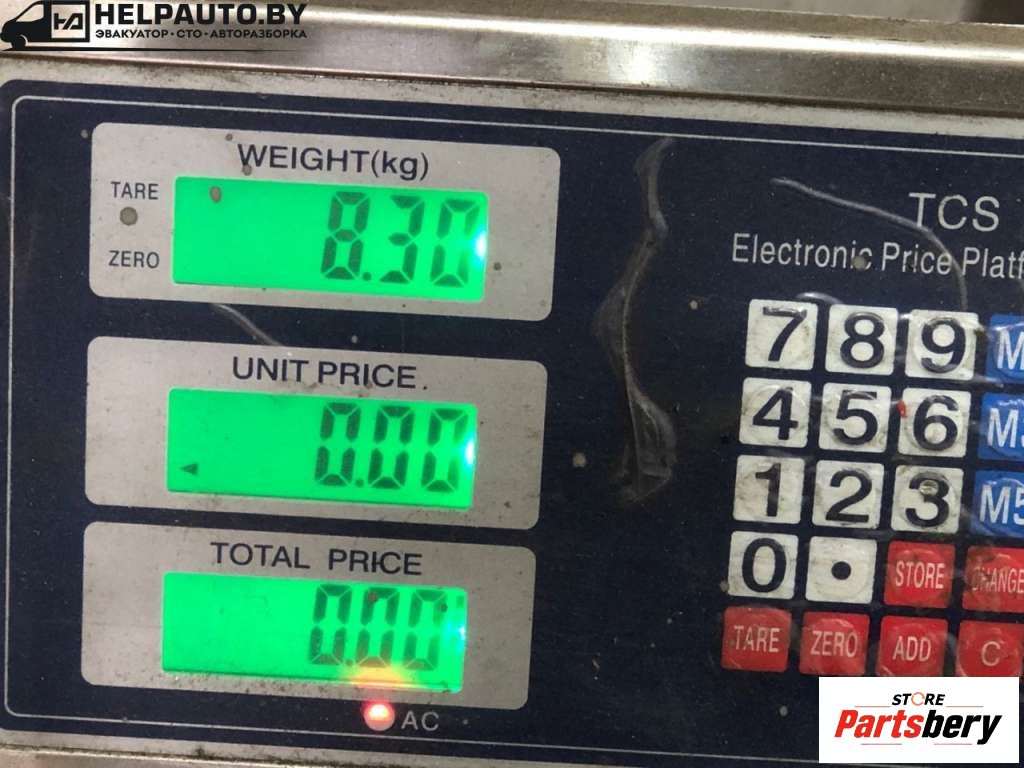 HELPAUTO.BY
ЭВАКУАТОР·СТО·АВТОРАЗБОРКА
WEIGHT(kg)
TARE
ZERO
8.30
UNIT PRICE
0.00
TOTAL PRICE
0.00
AC
TCS
Electronic Price Platf
7 8 9 M
4 5 6 M
1 2 3 M5
0 . STORE CHANGE
TARE ZERO ADD C
STORE
Partsbery